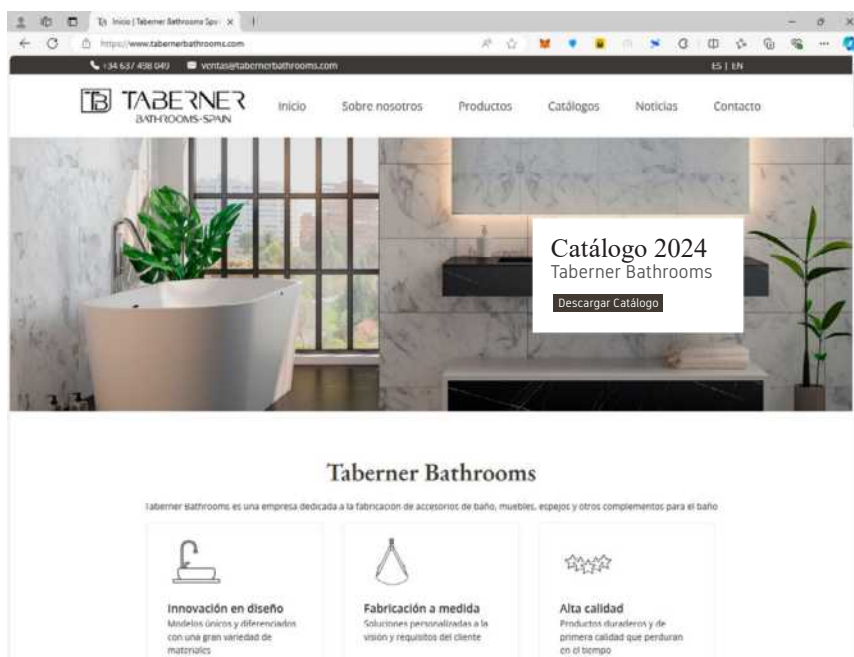 Inicio | Taberner Bathrooms Spa
https://www.tabernerbathrooms.com
+34 637 498 049 ventas@tabernerbathrooms.com ES | EN
TB TABERNER
BATHROOMS-SPAIN
Inicio Sobre nosotros Productos Catálogos Noticias Contacto
Catálogo 2024
Taberner Bathrooms
Descargar Catálogo
Taberner Bathrooms
Taberner Bathrooms es una empresa dedicada a la fabricación de accesorios de baño, muebles, espejos y otros complementos para el baño
Innovación en diseño
Modelos únicos y diferenciados
con una gran variedad de
materiales
Fabricación a medida
Soluciones personalizadas a la
visión y requisitos del cliente
Alta calidad
Productos duraderos y de
primera calidad que perduran
en el tiempo